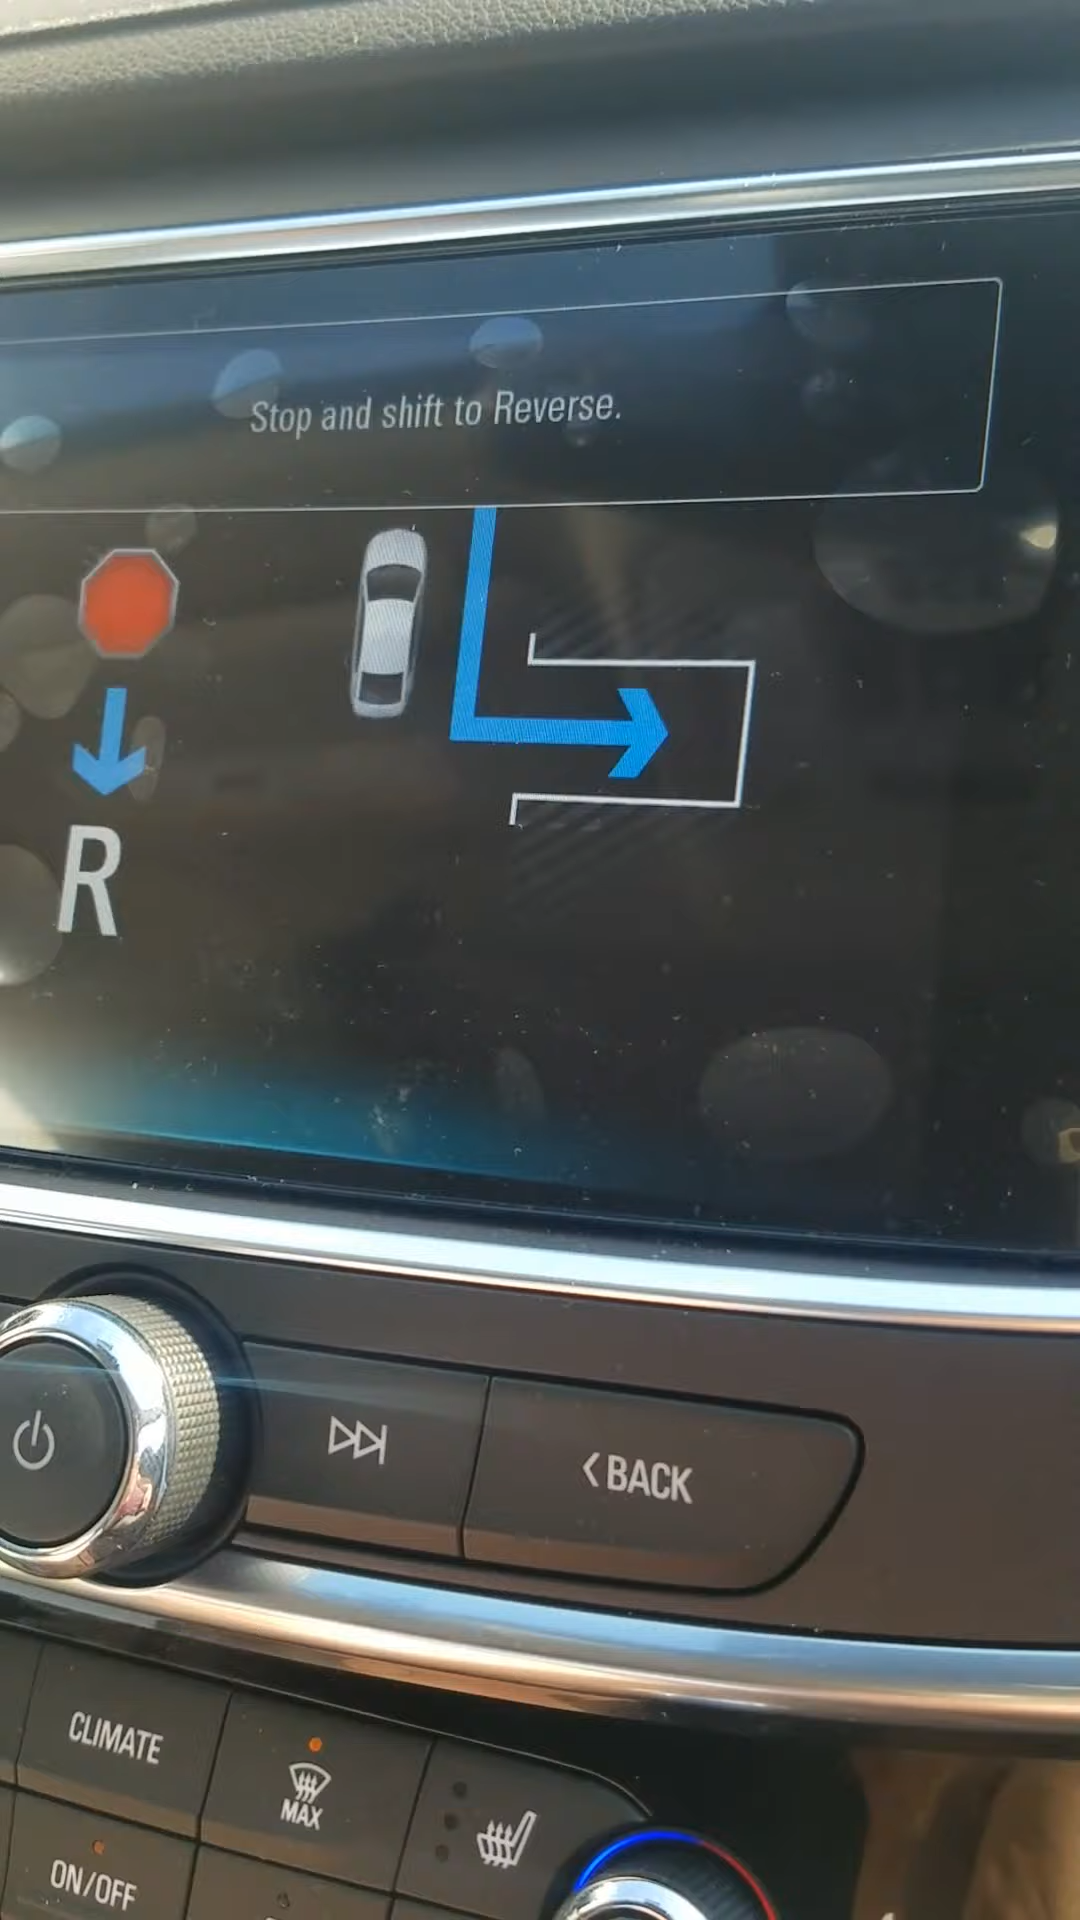 Stop and shift to Reverse.
R
<BACK
CLIMATE
MAX
ON/OFF